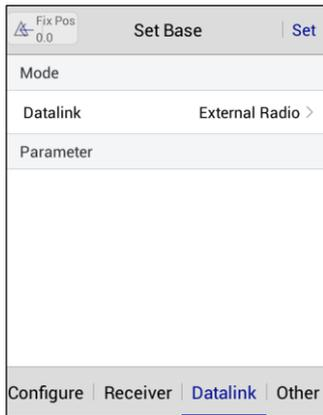 Fix Pos
0.0
Set Base
Set
Mode
Datalink External Radio >
Parameter
Configure Receiver Datalink Other